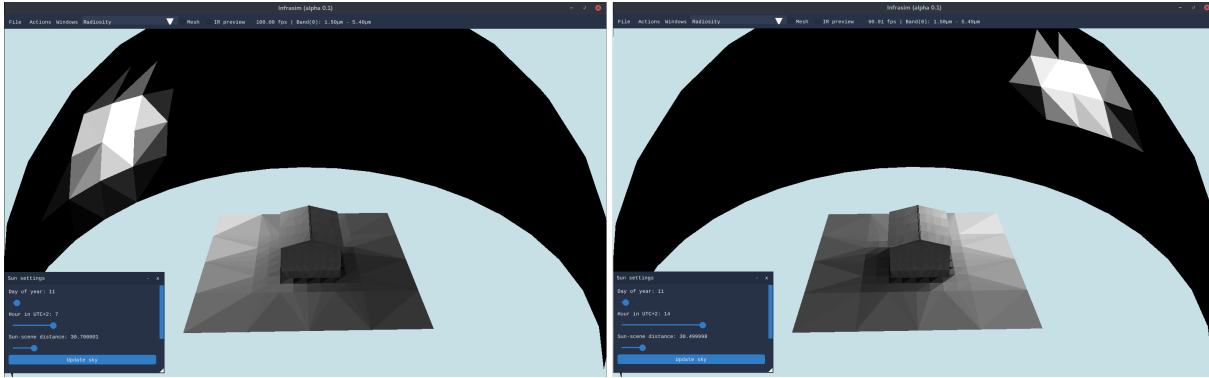 Infrasim (alpha 0.1)
File Actions Windows Radiosity Mesh IR preview 100.00 fps | Band(0): 1.50µm - 5.40µm
Sun settings
Day of year: 11
Hour in UTC+2: 7
Sun-scene distance: 30.700001
Update sky
Infrasim (alpha 0.1)
File Actions Windows Radiosity Mesh IR preview 90.91 fps | Band(0): 1.50µm - 5.40µm
Sun settings
Day of year: 11
Hour in UTC+2: 14
Sun-scene distance: 30.499998
Update sky